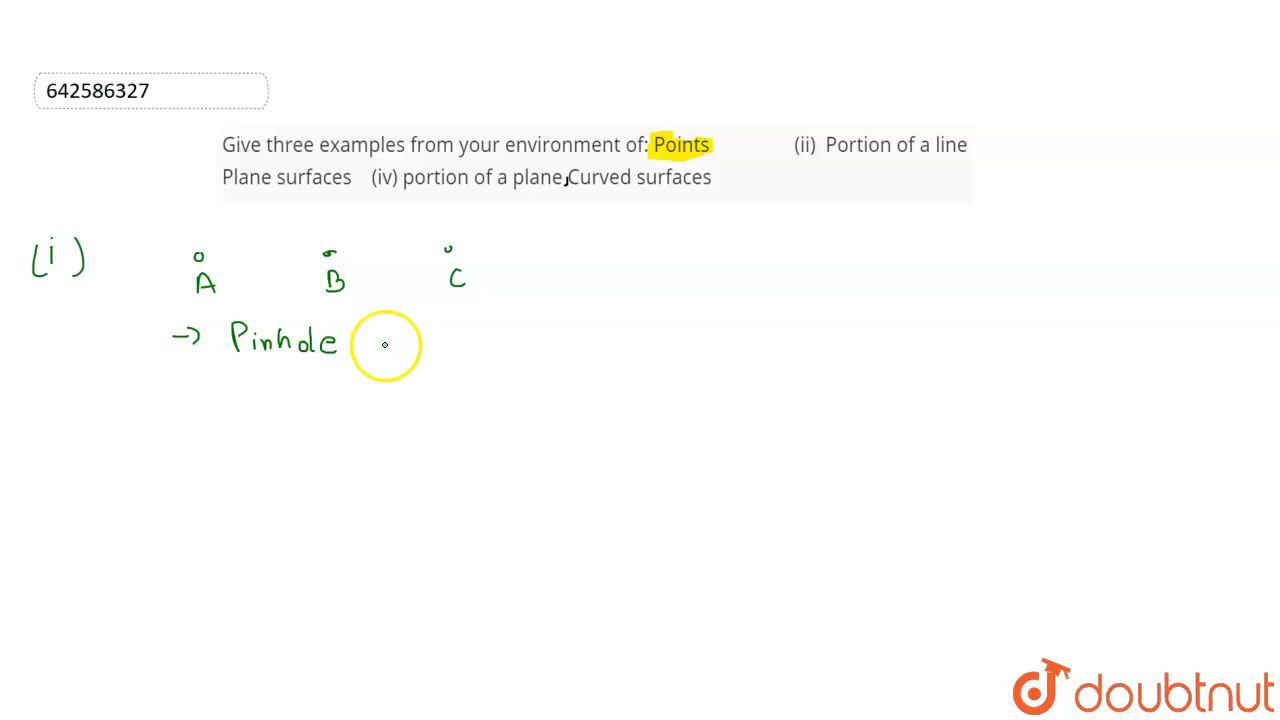 642586327
Give three examples from your environment of: Points (ii) Portion of a line
Plane surfaces (iv) portion of a plane,Curved surfaces
(i)
A B C
→ Pinhole
doubtnut